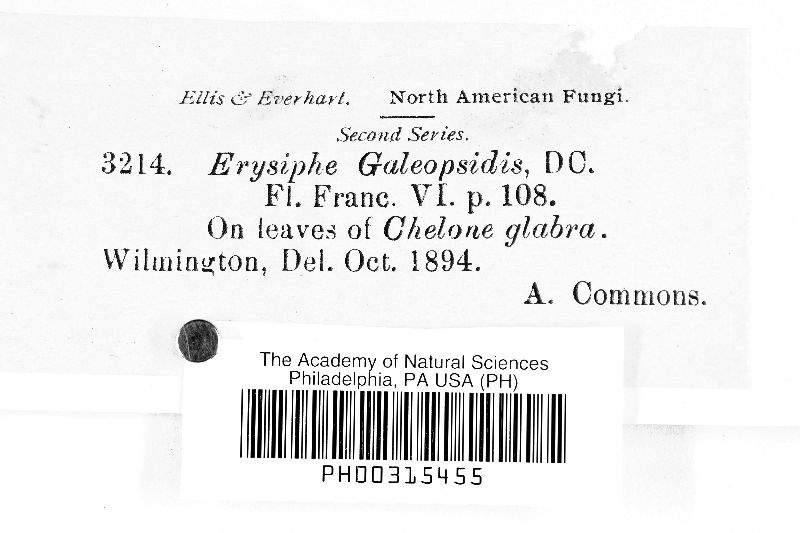 Ellis & Everhart. North American Fungi.
Second Series.
3214. Erysiphe Galeopsidis, DC.
Fl. Franc. VI. p. 108.
On leaves of Chelone glabra.
Wilmington, Del. Oct. 1894.
A. Commons.
The Academy of Natural Sciences
Philadelphia, PA USA (PH)
PH00315455